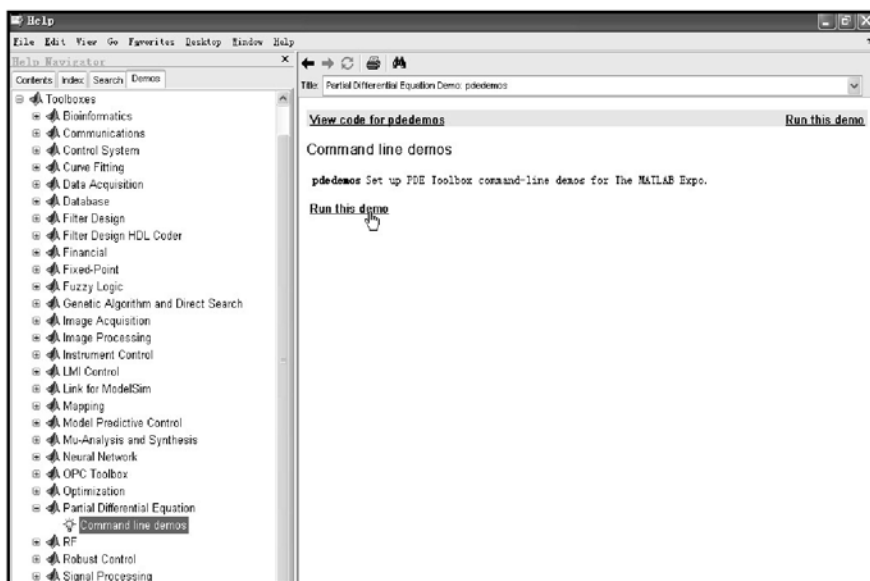 Help
File Edit View Go Favorites Desktop Window Help
Help Navigator
Contents Index Search Demos
Title: Partial Differential Equation Demo: pdedemos
Toolboxes
Bioinformatics
Communications
Control System
Curve Fitting
Data Acquisition
Database
Filter Design
Filter Design HDL Coder
Financial
Fixed-Point
Fuzzy Logic
Genetic Algorithm and Direct Search
Image Acquisition
Image Processing
Instrument Control
LMI Control
Link for ModelSim
Mapping
Model Predictive Control
Mu-Analysis and Synthesis
Neural Network
OPC Toolbox
Optimization
Partial Differential Equation
Command line demos
RF
Robust Control
Signal Processing
View code for pdedemos
Run this demo
Command line demos
pdedemos Set up PDE Toolbox command-line demos for The MATLAB Expo.
Run this demo